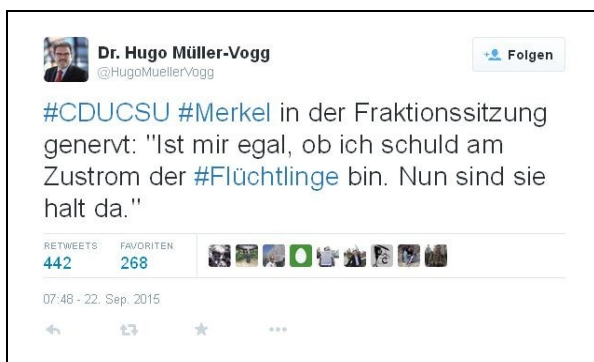 Dr. Hugo Müller-Vogg
@HugoMuellerVogg
Folgen
#CDUCSU #Merkel in der Fraktionssitzung
genervt: "Ist mir egal, ob ich schuld am
Zustrom der #Flüchtlinge bin. Nun sind sie
halt da."
RETWEETS FAVORITEN
442 268
07:48 - 22. Sep. 2015